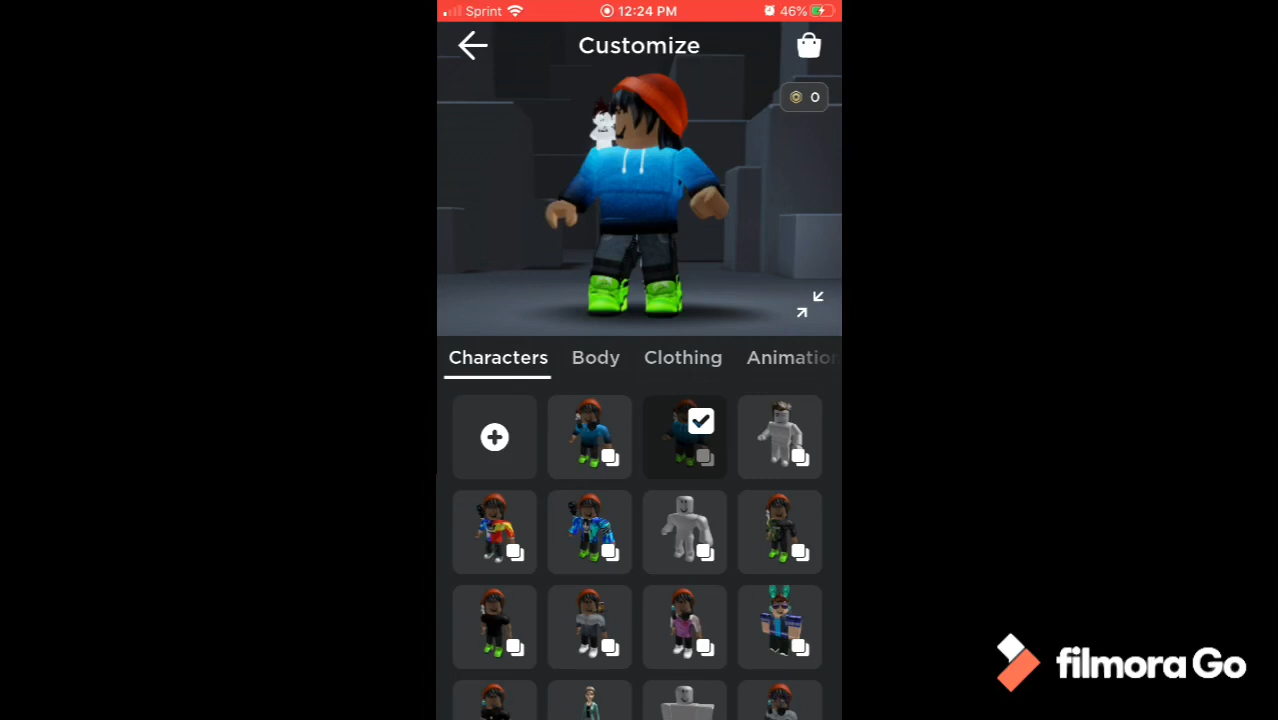 Sprint 12:24 PM 46%
Customize
0
Characters Body Clothing Animation
filmora Go